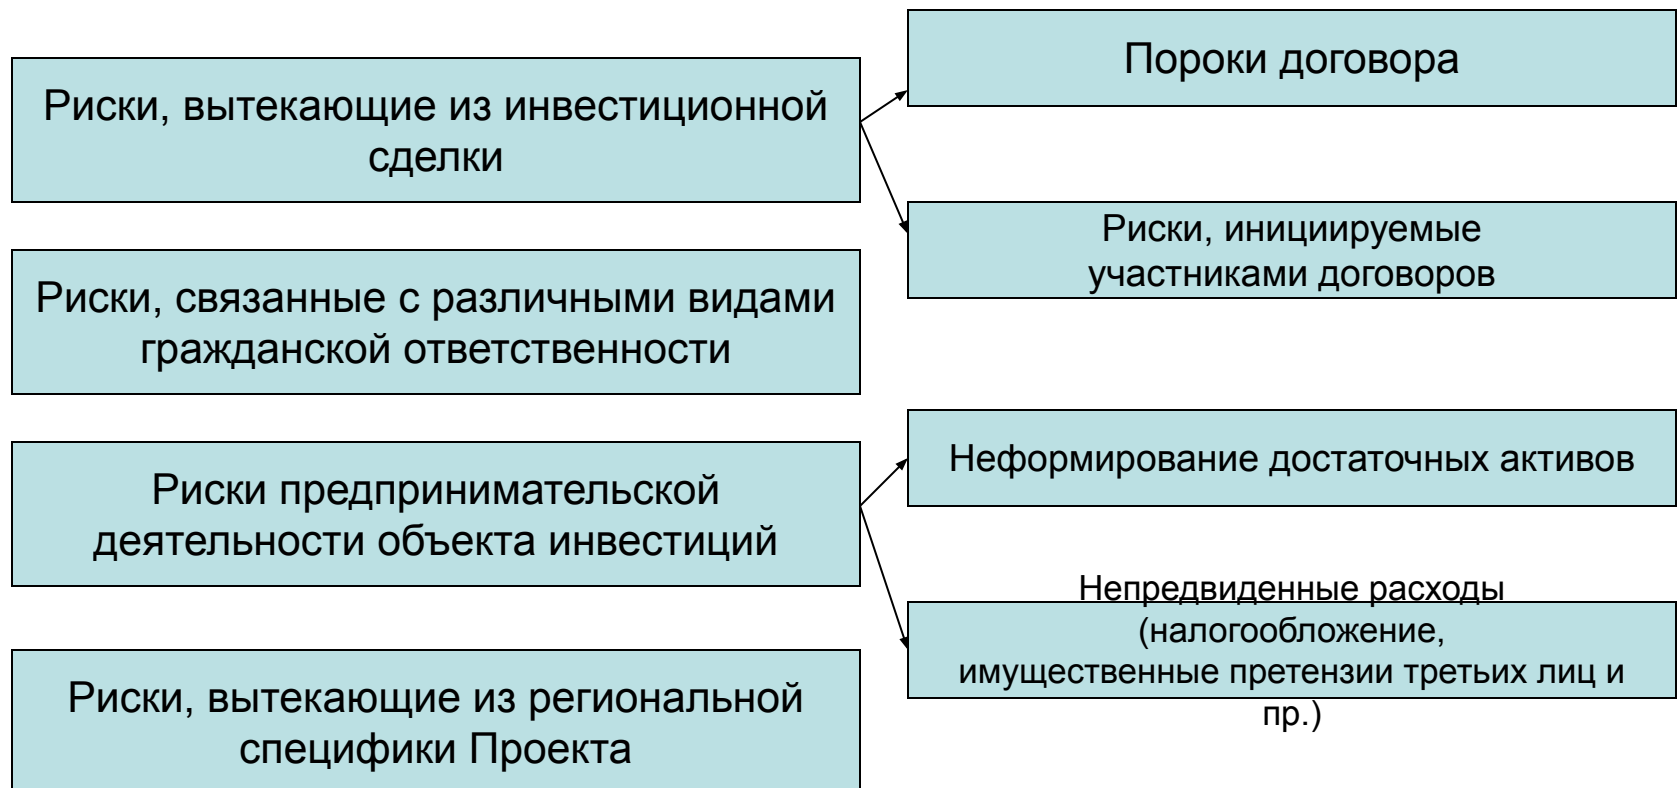 Риски, вытекающие из инвестиционной
сделки
Пороки договора
Риски, инициируемые
участниками договоров
Риски, связанные с различными видами
гражданской ответственности
Риски предпринимательской
деятельности объекта инвестиций
Неформирование достаточных активов
Непредвиденные расходы
(налогообложение,
имущественные претензии третьих лиц и
пр.)
Риски, вытекающие из региональной
специфики Проекта